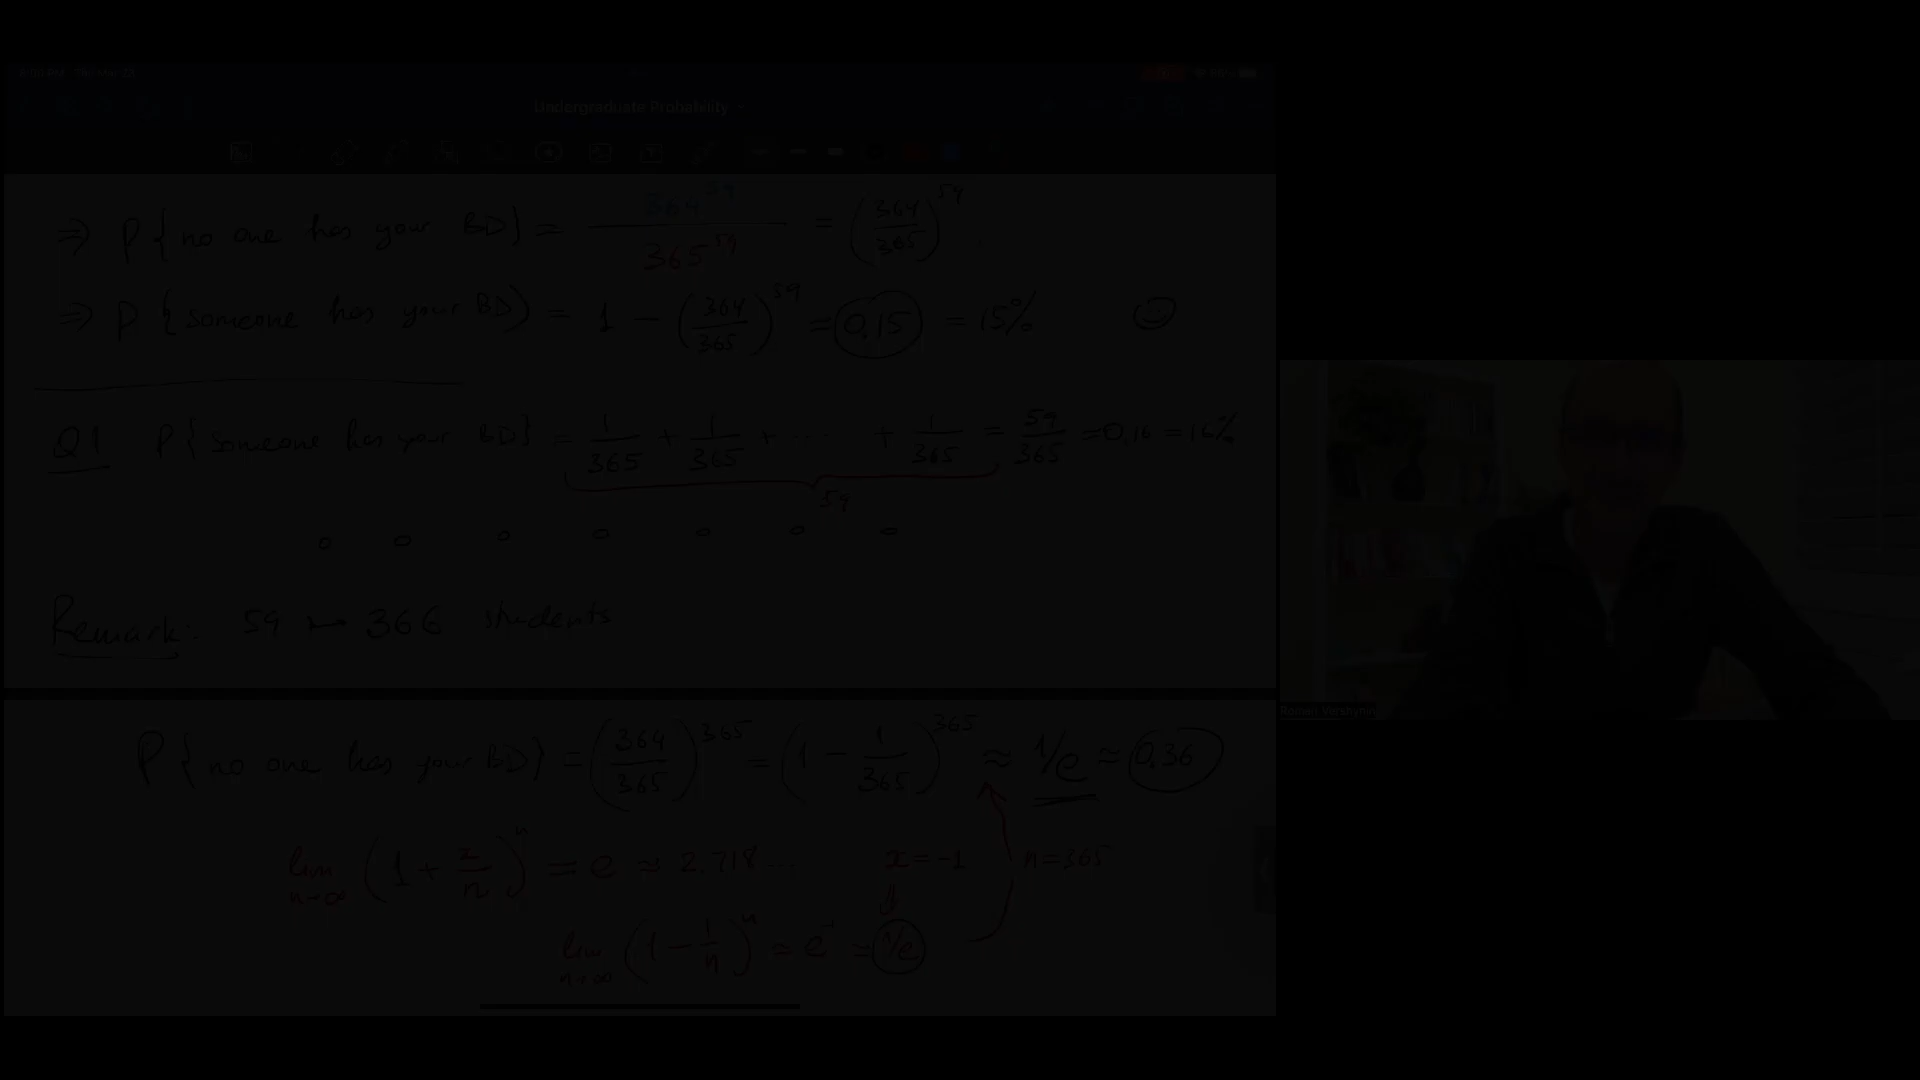 Undergraduate Probability
⇒ P{no one has your BD} = 364^59 / 365^59 = (364/365)^59
⇒ P{someone has your BD} = 1 − (364/365)^59 = 0.15 = 15%
Q1 P{someone has your BD} = 1/365 + 1/365 + ... + 1/365 = 59/365 = 0.16 = 16%
59
Remark: 59 ↦ 366 students
P{no one has your BD} = (364/365)^365 = (1 − 1/365)^365 ≈ 1/e ≈ 0.36
lim n→∞ (1 + x/n)^n = e ≈ 2.718... x = -1 n = 365
lim n→∞ (1 − 1/n)^n = e^-1 = 1/e
Roman Vershynin